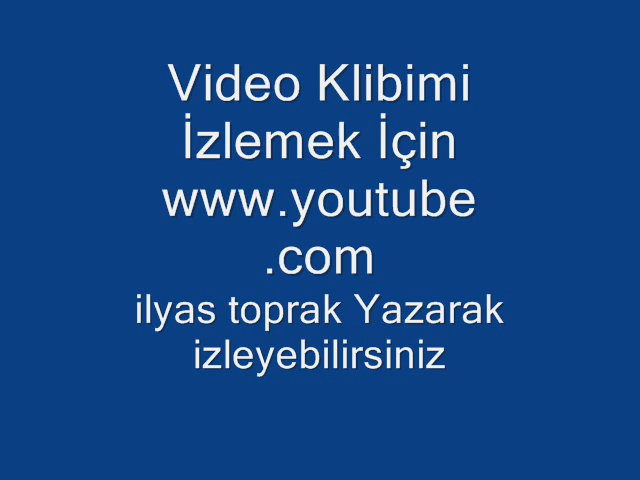 Video Klibimi
İzlemek İçin
www.youtube
.com
ilyas toprak Yazarak
izleyebilirsiniz